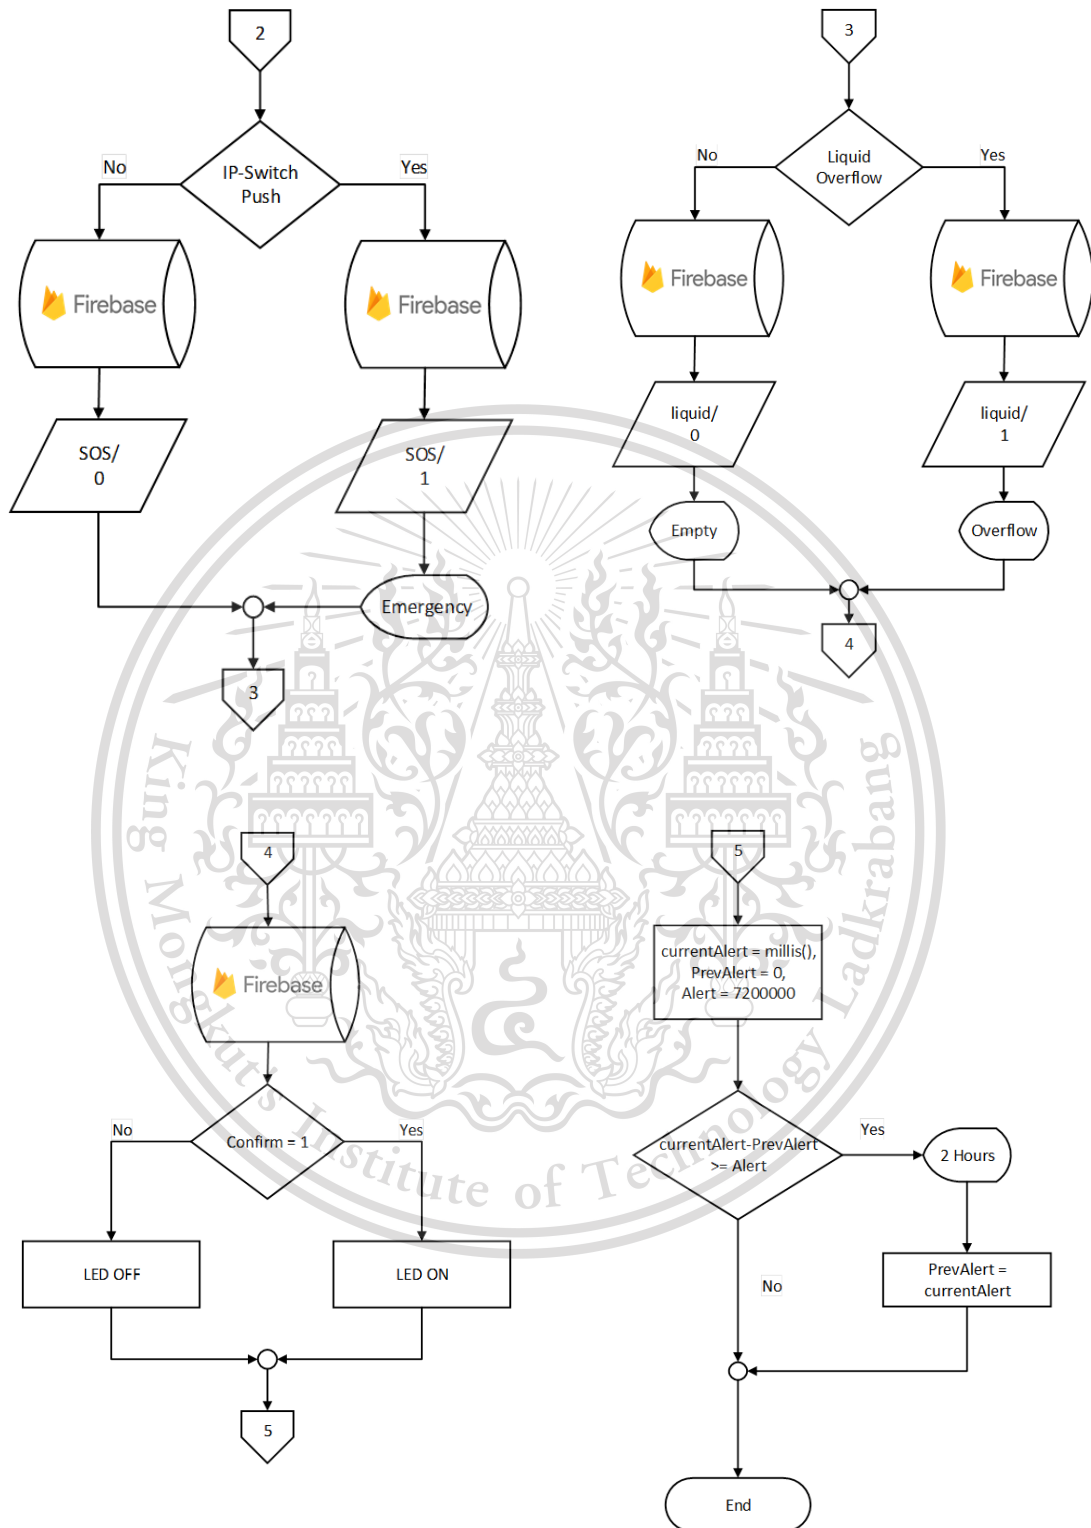 2
IP-Switch
Push
No
Yes
Firebase
Firebase
SOS/
0
SOS/
1
Emergency
3
3
Liquid
Overflow
No
Yes
Firebase
Firebase
liquid/
0
liquid/
1
Empty
Overflow
4
4
Firebase
Confirm = 1
No
Yes
LED OFF
LED ON
5
5
currentAlert = millis(),
PrevAlert = 0,
Alert = 7200000
currentAlert-PrevAlert
>= Alert
Yes
2 Hours
No
PrevAlert =
currentAlert
End
King Mongkut's Institute of Technology Ladkrabang